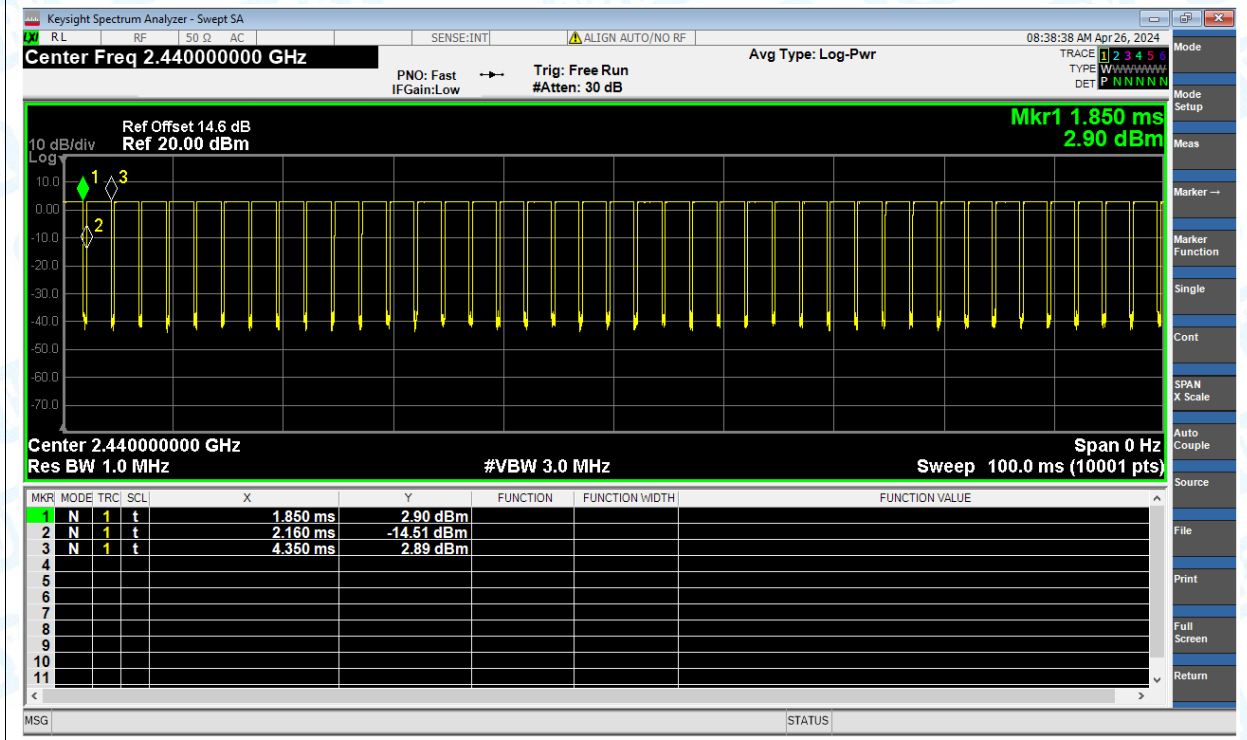 Keysight Spectrum Analyzer - Swept SA
LXI RL RF 50 Ω AC SENSE:INT ALIGN AUTO/NO RF 08:38:38 AM Apr 26, 2024
Center Freq 2.440000000 GHz
Avg Type: Log-Pwr
TRACE 1 2 3 4 5 6
TYPE WWWWWW
DET P N N N N N
PNO: Fast
IFGain:Low
Trig: Free Run
#Atten: 30 dB
Mkr1 1.850 ms
2.90 dBm
Ref Offset 14.6 dB
10 dB/div Ref 20.00 dBm
Log
10.0
0.00
-10.0
-20.0
-30.0
-40.0
-50.0
-60.0
-70.0
1
2
3
Center 2.440000000 GHz Span 0 Hz
Res BW 1.0 MHz #VBW 3.0 MHz Sweep 100.0 ms (10001 pts)
MKR MODE TRC SCL X Y FUNCTION FUNCTION WIDTH FUNCTION VALUE
1 N 1 t 1.850 ms 2.90 dBm
2 N 1 t 2.160 ms -14.51 dBm
3 N 1 t 4.350 ms 2.89 dBm
4
5
6
7
8
9
10
11
MSG STATUS
Mode
Mode
Setup
Meas
Marker →
Marker
Function
Single
Cont
SPAN
X Scale
Auto
Couple
Source
File
Print
Full
Screen
Return